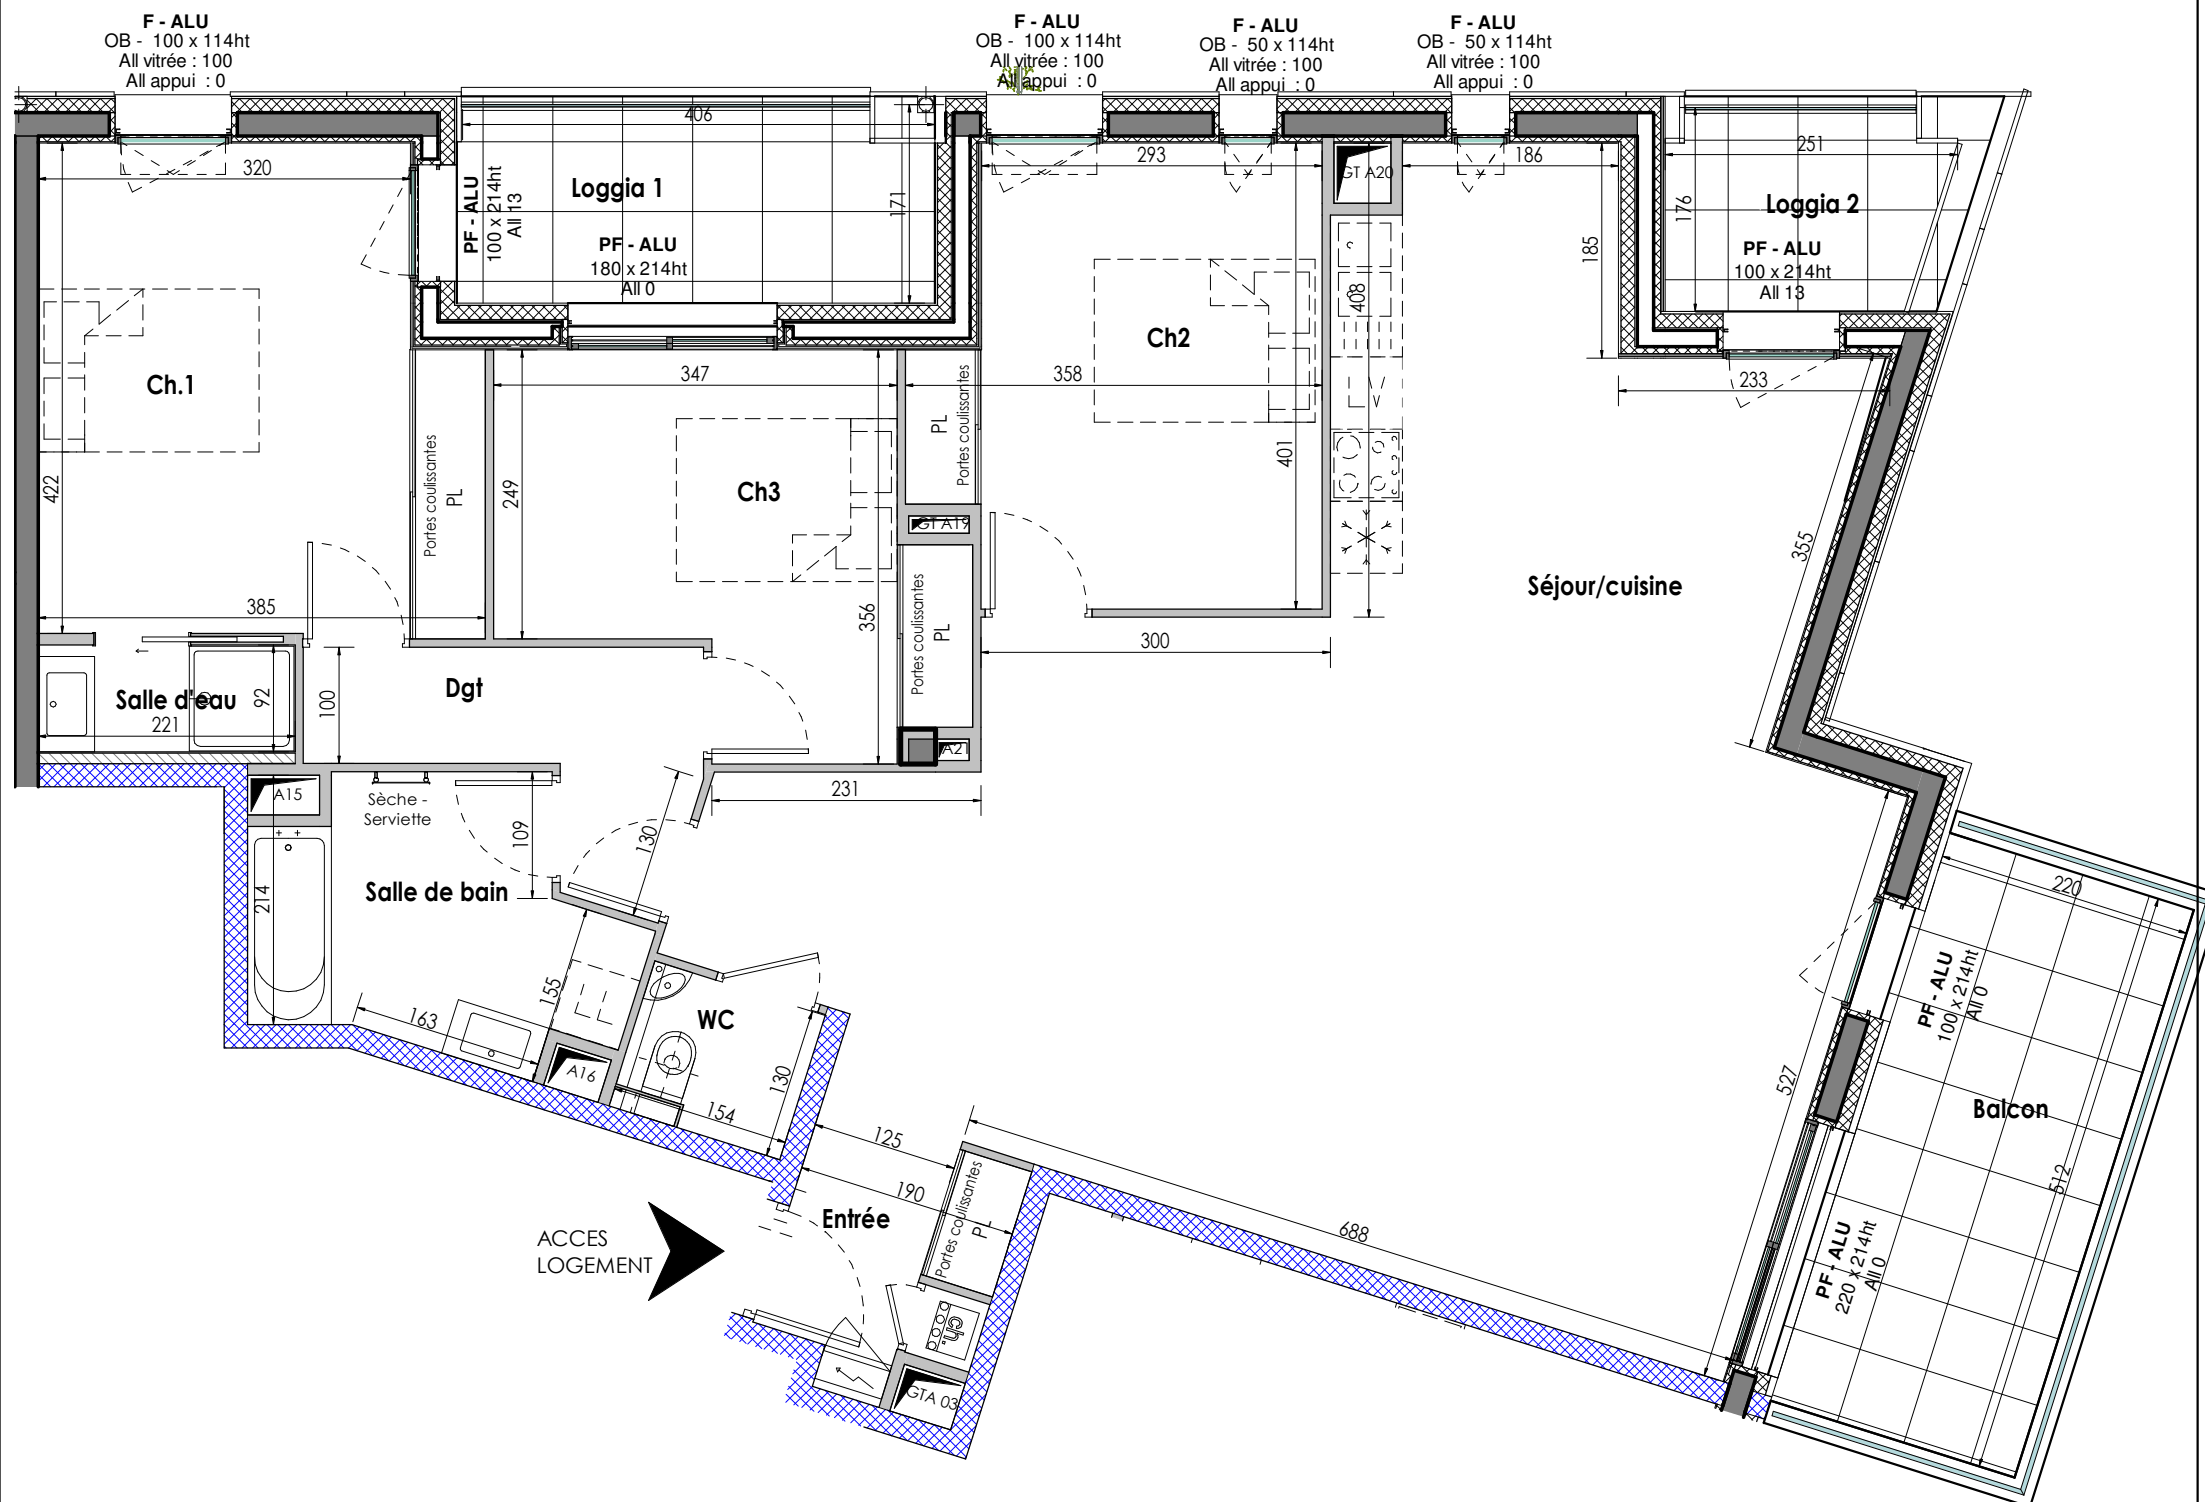 F - ALU
OB - 100 x 114ht
All vitrée : 100
All appui : 0
F - ALU
OB - 100 x 114ht
All vitrée : 100
All appui : 0
F - ALU
OB - 50 x 114ht
All vitrée : 100
All appui : 0
F - ALU
OB - 50 x 114ht
All vitrée : 100
All appui : 0
406
320
PF - ALU
100 x 214ht
All 13
Loggia 1
171
PF - ALU
180 x 214ht
All 0
293
GT A20
186
251
Loggia 2
176
PF - ALU
100 x 214ht
All 13
185
408
Ch2
Ch.1
347
358
233
Portes coulissantes
PL
Portes coulissantes
PL
422
249
Ch3
401
GT A19
355
Séjour/cuisine
385
356
Portes coulissantes
PL
300
Salle d'eau
92
221
100
Dgt
A21
231
A15
Sèche -
Serviette
109
130
214
Salle de bain
220
155
163
WC
A16
154
130
PF - ALU
100 x 214ht
All 0
527
Balcon
512
125
190
Entrée
Portes coulissantes
PL
688
ACCES
LOGEMENT
PF - ALU
220 x 214ht
All 0
ch.
GTA 03